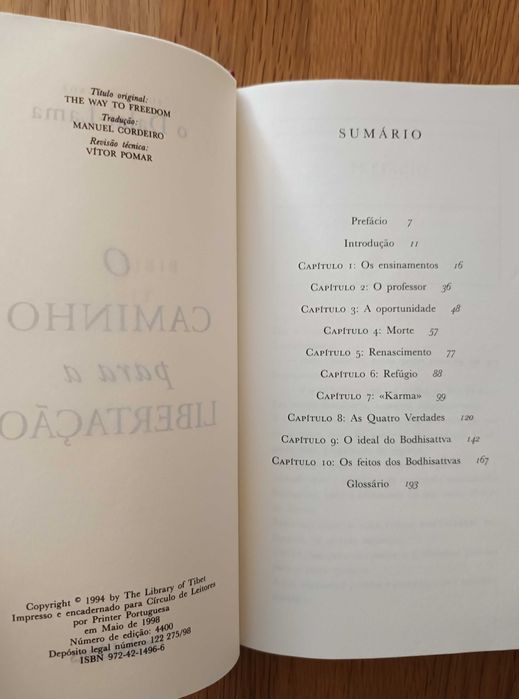 Título original:
THE WAY TO FREEDOM
Tradução:
MANUEL CORDEIRO
Revisão técnica:
VÍTOR POMAR
o Dalai Lama
O
CAMINHO
para a
LIBERTAÇÃO
Copyright © 1994 by The Library of Tibet
Impresso e encadernado para Círculo de Leitores
por Printer Portuguesa
em Maio de 1998
Número de edição: 4400
Depósito legal número 122 275/98
ISBN 972-42-1496-6
SUMÁRIO
Prefácio 7
Introdução 11
CAPÍTULO 1: Os ensinamentos 16
CAPÍTULO 2: O professor 36
CAPÍTULO 3: A oportunidade 48
CAPÍTULO 4: Morte 57
CAPÍTULO 5: Renascimento 77
CAPÍTULO 6: Refúgio 88
CAPÍTULO 7: «Karma» 99
CAPÍTULO 8: As Quatro Verdades 120
CAPÍTULO 9: O ideal do Bodhisattva 142
CAPÍTULO 10: Os feitos dos Bodhisattvas 167
Glossário 193